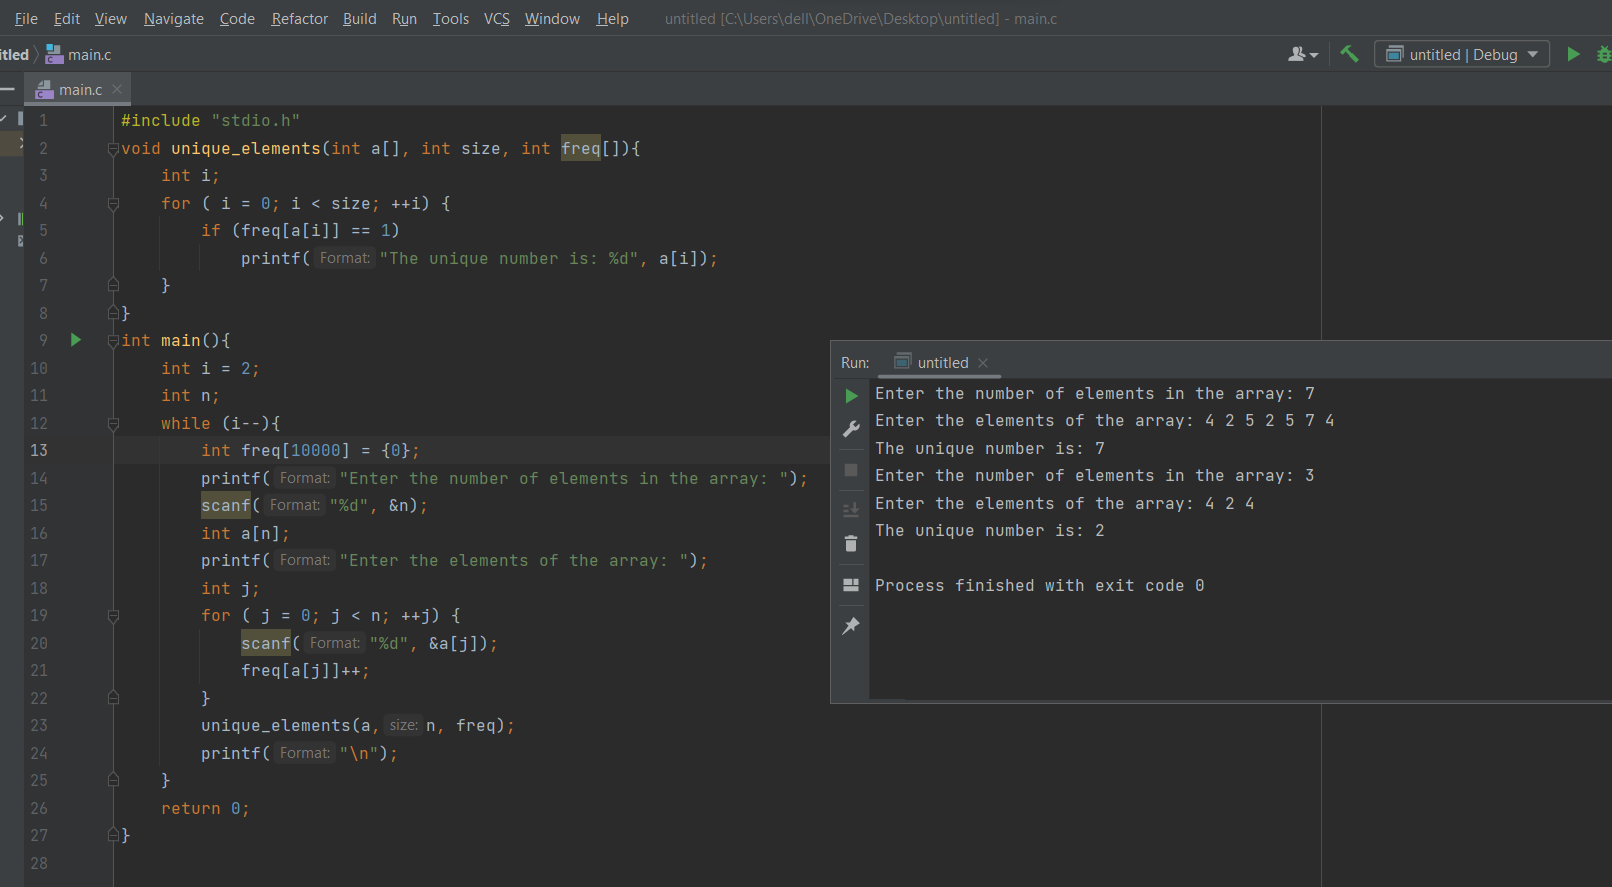 File Edit View Navigate Code Refactor Build Run Tools VCS Window Help untitled [C:\Users\dell\OneDrive\Desktop\untitled] - main.c
itled main.c untitled | Debug
main.c
1 #include "stdio.h"
2 void unique_elements(int a[], int size, int freq[]){
3 int i;
4 for ( i = 0; i < size; ++i) {
5 if (freq[a[i]] == 1)
6 printf( Format: "The unique number is: %d", a[i]);
7 }
8 }
9 int main(){
10 int i = 2;
11 int n;
12 while (i--){
13 int freq[10000] = {0};
14 printf( Format: "Enter the number of elements in the array: ");
15 scanf( Format: "%d", &n);
16 int a[n];
17 printf( Format: "Enter the elements of the array: ");
18 int j;
19 for ( j = 0; j < n; ++j) {
20 scanf( Format: "%d", &a[j]);
21 freq[a[j]]++;
22 }
23 unique_elements(a, size: n, freq);
24 printf( Format: "\n");
25 }
26 return 0;
27 }
28
Run: untitled
Enter the number of elements in the array: 7
Enter the elements of the array: 4 2 5 2 5 7 4
The unique number is: 7
Enter the number of elements in the array: 3
Enter the elements of the array: 4 2 4
The unique number is: 2
Process finished with exit code 0